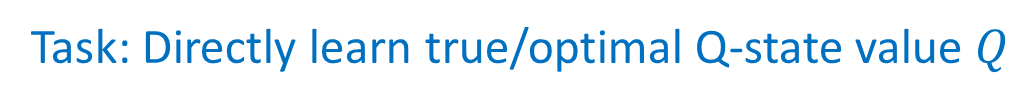 Task: Directly learn true/optimal Q-state value Q